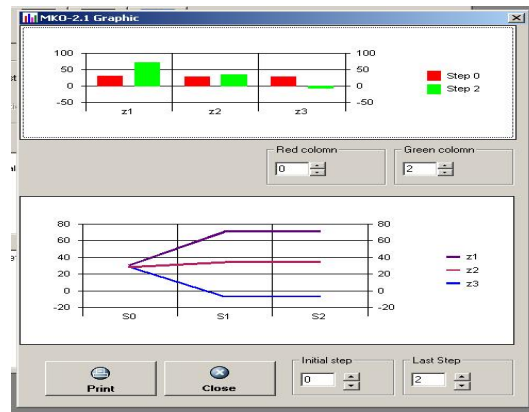 MKO-2.1 Graphic
100 100
50 50
0 0
-50 -50
z1 z2 z3
Step 0
Step 2
Red colomn
0
Green colomn
2
80 80
60 60
40 40
20 20
0 0
-20 -20
S0 S1 S2
z1
z2
z3
Initial step
0
Last Step
2
Print
Close